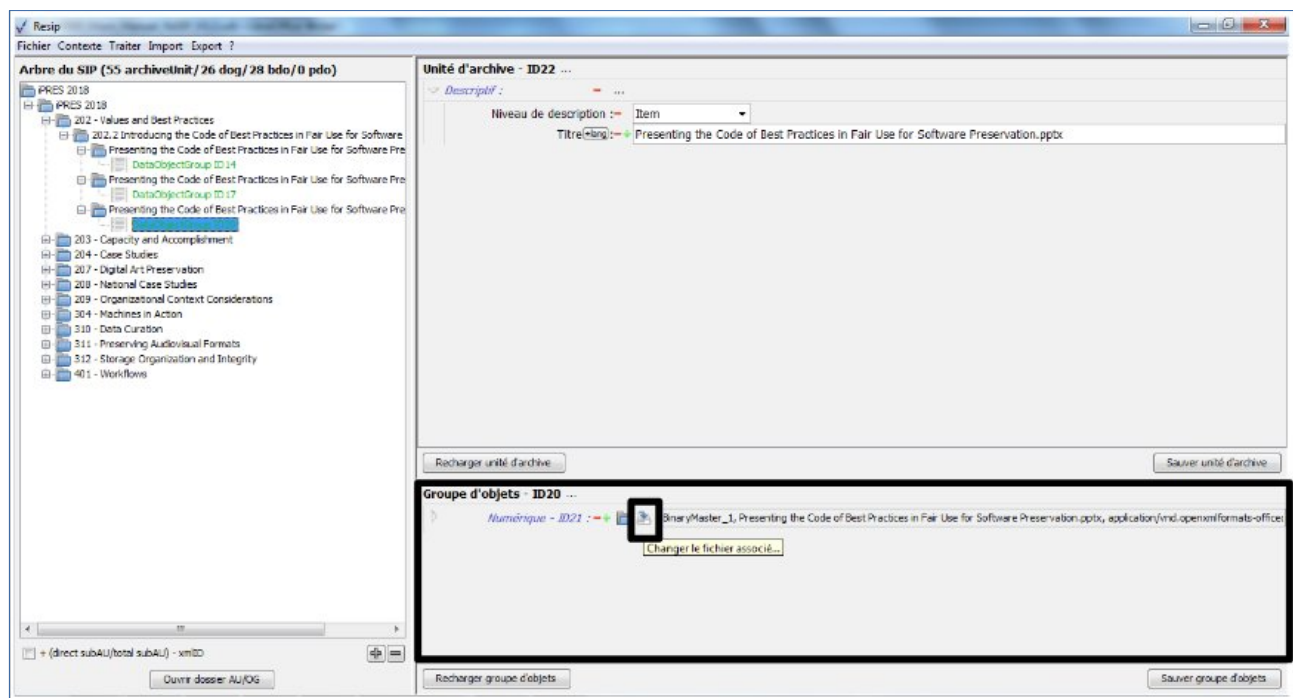 Resip
Fichier Contexte Traiter Import Export ?
Arbre du SIP (55 archiveUnit/26 dog/28 bdo/0 pdo)
iPRES 2018
iPRES 2018
202 - Values and Best Practices
202.2 Introducing the Code of Best Practices in Fair Use for Software
Presenting the Code of Best Practices in Fair Use for Software Pre
DataObjectGroup ID14
Presenting the Code of Best Practices in Fair Use for Software Pre
DataObjectGroup ID17
Presenting the Code of Best Practices in Fair Use for Software Pre
203 - Capacity and Accomplishment
204 - Case Studies
207 - Digital Art Preservation
208 - National Case Studies
209 - Organizational Context Considerations
304 - Machines in Action
310 - Data Curation
311 - Preserving Audiovisual Formats
312 - Storage Organization and Integrity
401 - Workflows
+ (direct subAU/total subAU) - xmlID
Ouvrir dossier AU/OG
Unité d'archive - ID22 ...
Descriptif : - ...
Niveau de description :- Item
Titre +lang :-+ Presenting the Code of Best Practices in Fair Use for Software Preservation.pptx
Recharger unité d'archive
Sauver unité d'archive
Groupe d'objets - ID20 ...
Numérique - ID21 :-+ BinaryMaster_1, Presenting the Code of Best Practices in Fair Use for Software Preservation.pptx, application/vnd.openxmlformats-officed
Changer le fichier associé...
Recharger groupe d'objets
Sauver groupe d'objets